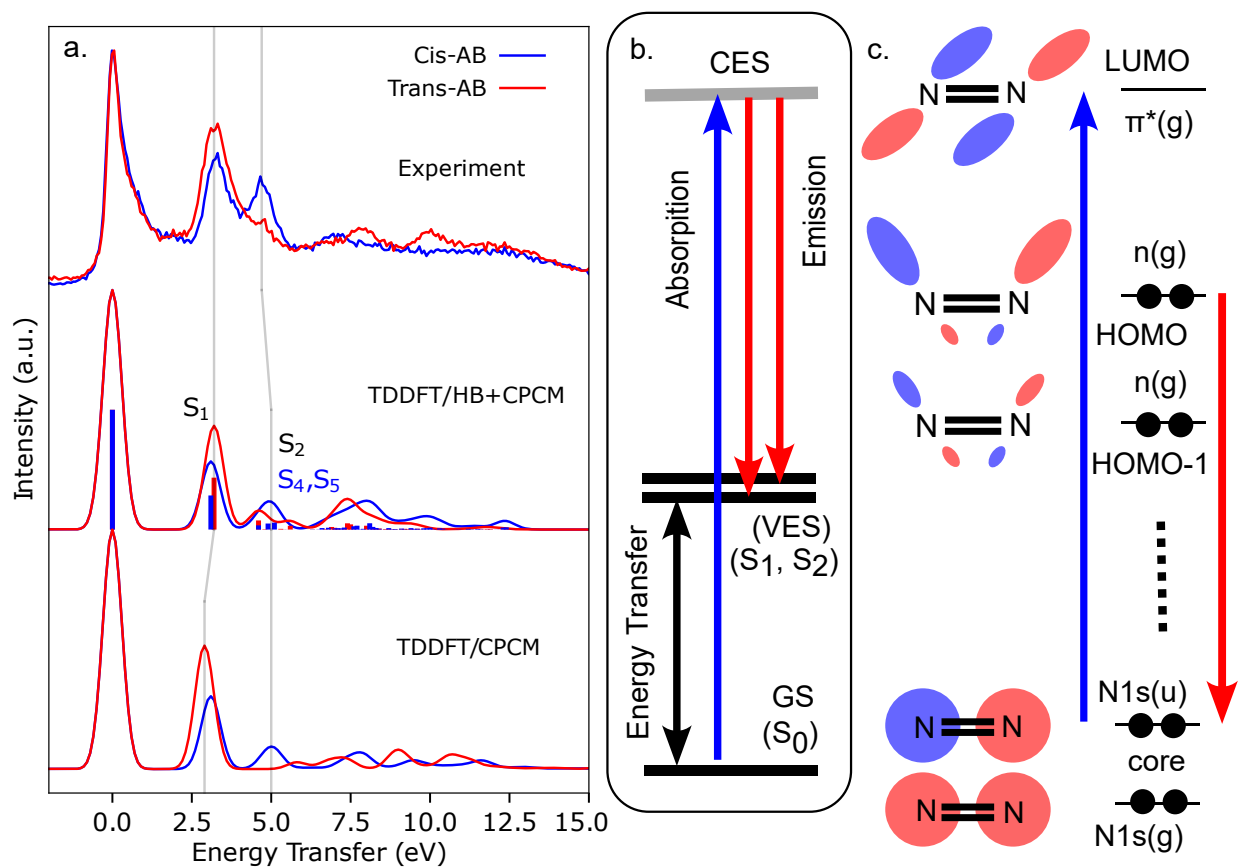 a.
Cis-AB
Trans-AB
Experiment
TDDFT/HB+CPCM
S1
S2
S4,S5
TDDFT/CPCM
Intensity (a.u.)
0.0 2.5 5.0 7.5 10.0 12.5 15.0
Energy Transfer (eV)
b.
CES
Absorpition
Emission
(VES)
(S1, S2)
Energy Transfer
GS
(S0)
c.
LUMO
N N
π*(g)
n(g)
N N
HOMO
n(g)
N N
HOMO-1
N1s(u)
N N
core
N N
N1s(g)